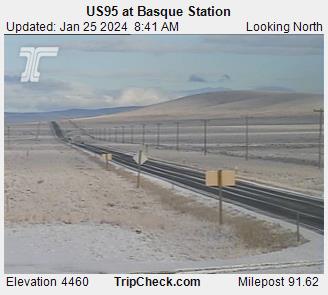 US95 at Basque Station
Updated: Jan 25 2024 8:41 AM Looking North
Elevation 4460 TripCheck.com Milepost 91.62